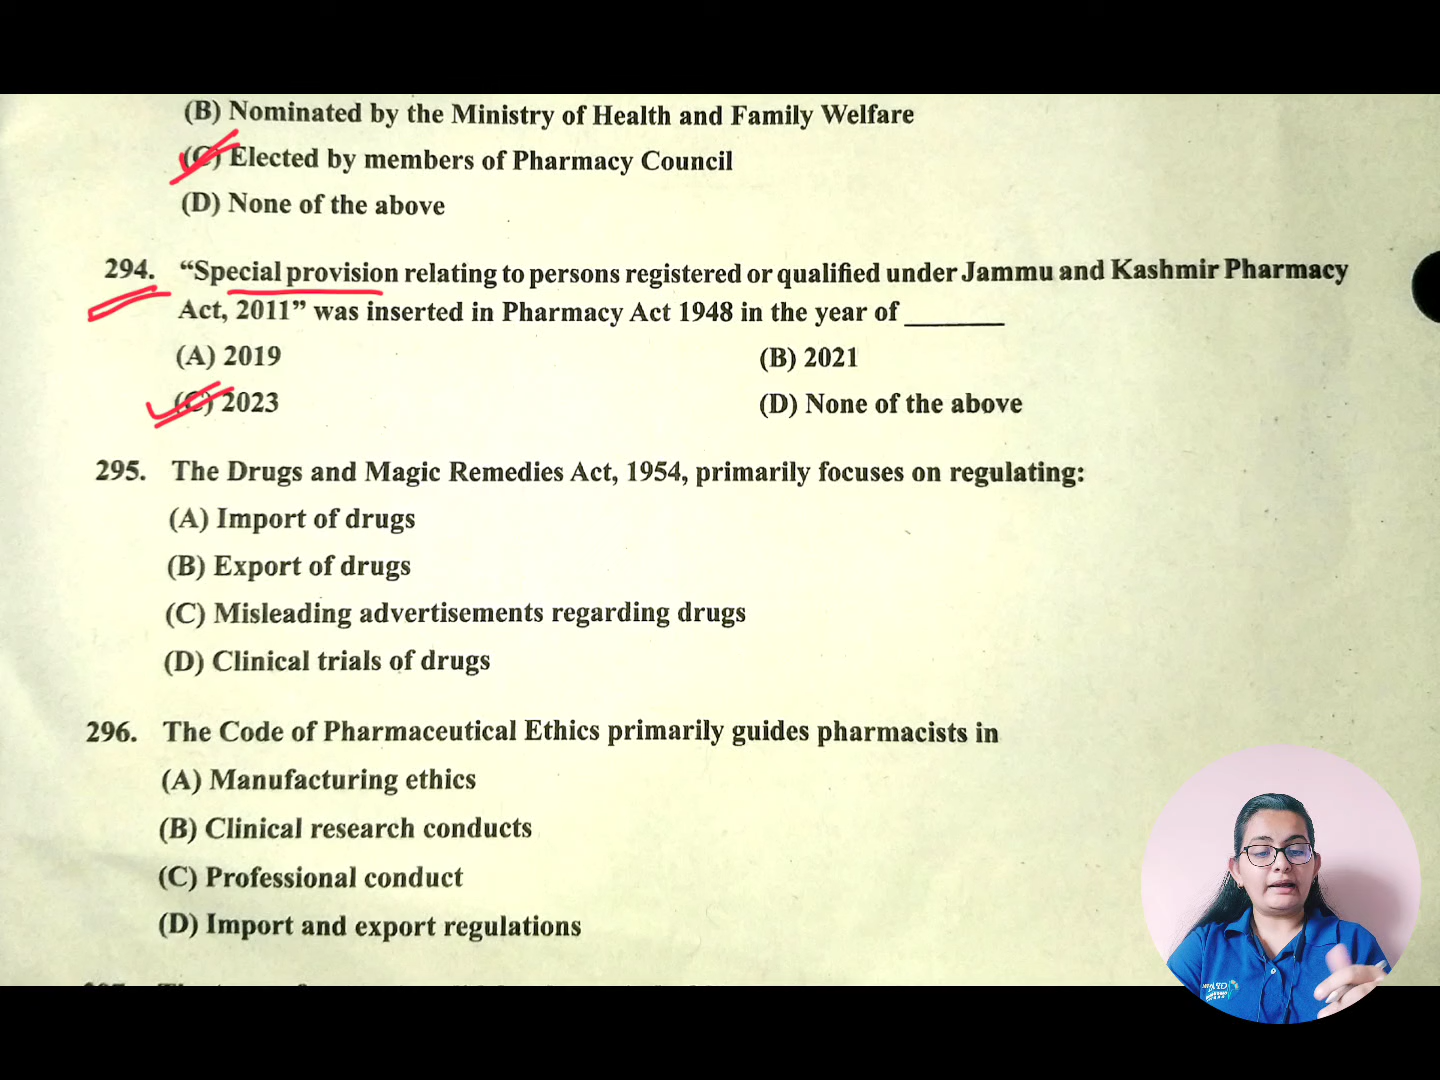 (B) Nominated by the Ministry of Health and Family Welfare
(C) Elected by members of Pharmacy Council
(D) None of the above
294. “Special provision relating to persons registered or qualified under Jammu and Kashmir Pharmacy
Act, 2011” was inserted in Pharmacy Act 1948 in the year of _______
(A) 2019 (B) 2021
(C) 2023 (D) None of the above
295. The Drugs and Magic Remedies Act, 1954, primarily focuses on regulating:
(A) Import of drugs
(B) Export of drugs
(C) Misleading advertisements regarding drugs
(D) Clinical trials of drugs
296. The Code of Pharmaceutical Ethics primarily guides pharmacists in
(A) Manufacturing ethics
(B) Clinical research conducts
(C) Professional conduct
(D) Import and export regulations